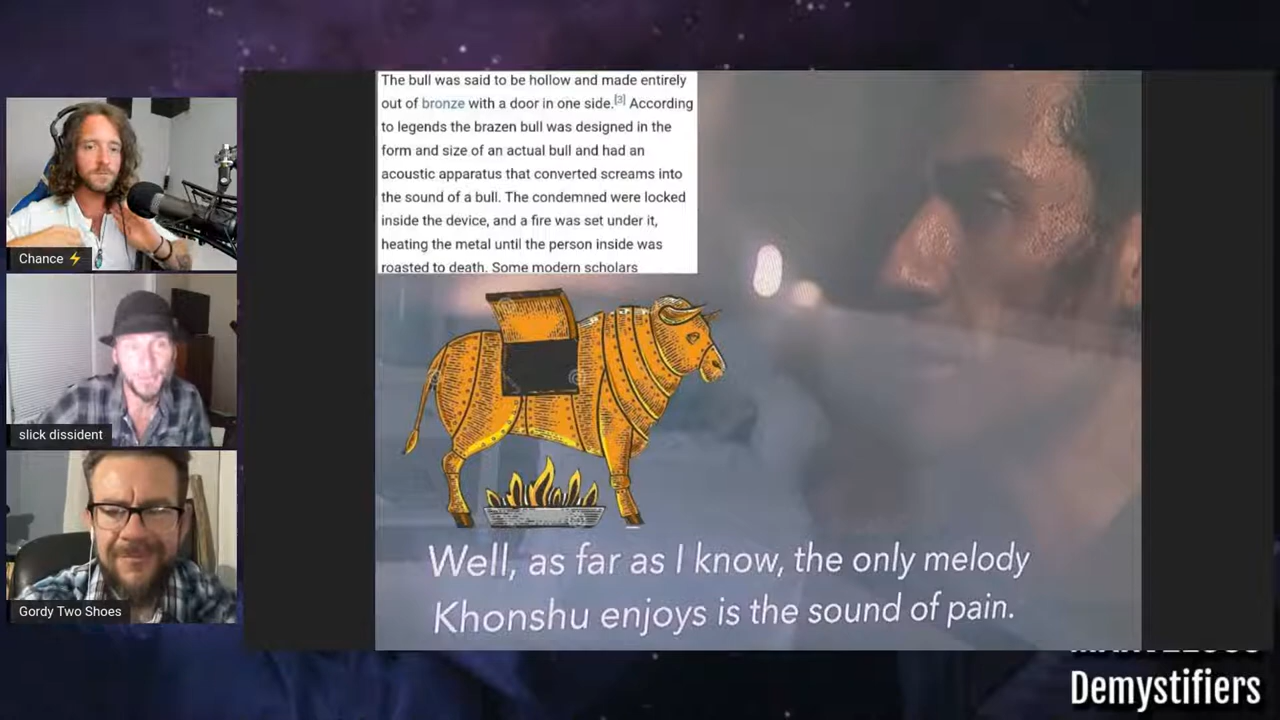 The bull was said to be hollow and made entirely
out of bronze with a door in one side.[3] According
to legends the brazen bull was designed in the
form and size of an actual bull and had an
acoustic apparatus that converted screams into
the sound of a bull. The condemned were locked
inside the device, and a fire was set under it,
heating the metal until the person inside was
roasted to death. Some modern scholars
Chance ⚡
slick dissident
Gordy Two Shoes
Well, as far as I know, the only melody
Khonshu enjoys is the sound of pain.
Demystifiers